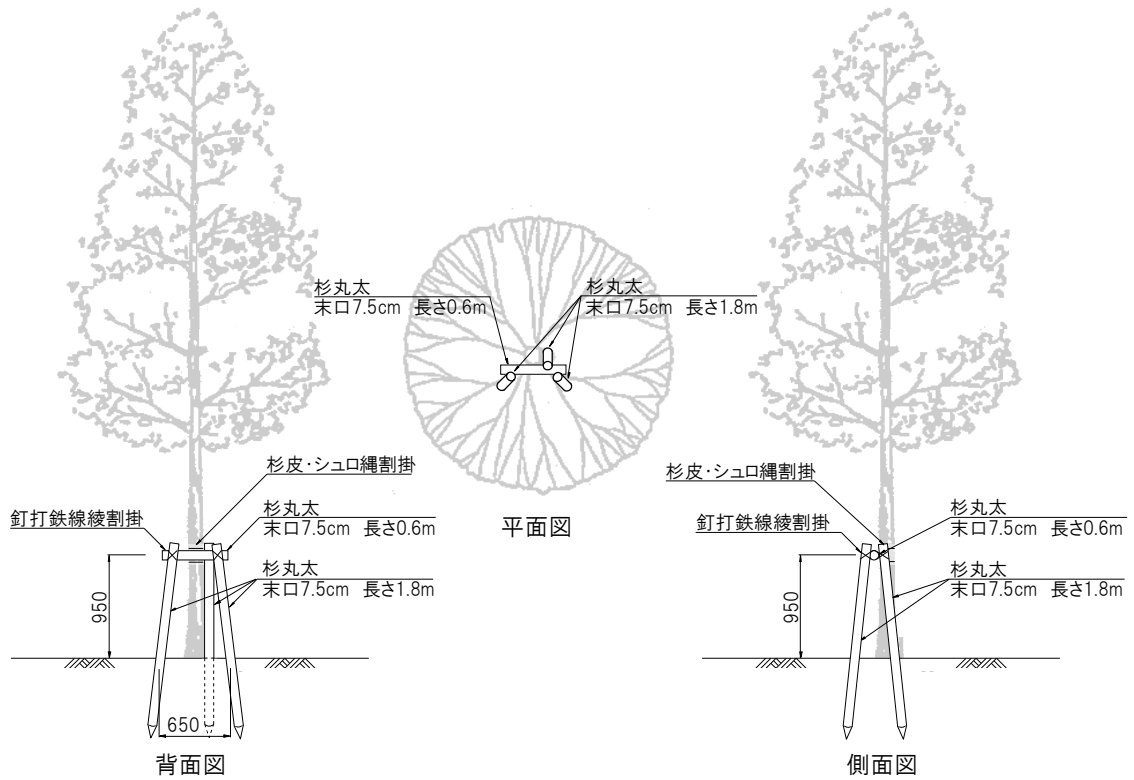 杉丸太
末口7.5cm 長さ0.6m
杉丸太
末口7.5cm 長さ1.8m
平面図
杉皮・シュロ縄割掛
釘打鉄線綾割掛
杉丸太
末口7.5cm 長さ0.6m
杉丸太
末口7.5cm 長さ1.8m
950
650
背面図
杉皮・シュロ縄割掛
釘打鉄線綾割掛
杉丸太
末口7.5cm 長さ0.6m
杉丸太
末口7.5cm 長さ1.8m
950
側面図